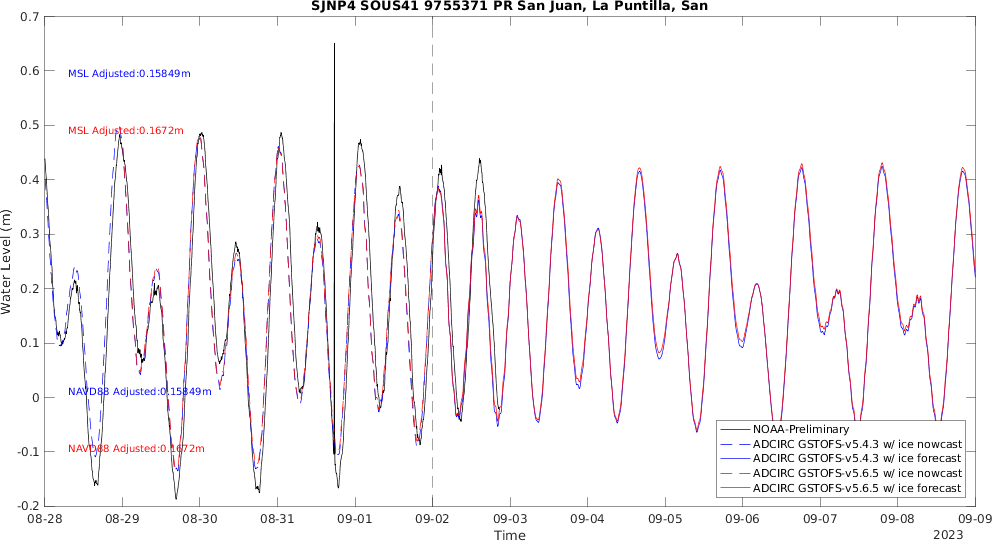 SJNP4 SOUS41 9755371 PR San Juan, La Puntilla, San
0.7
0.6
0.5
0.4
0.3
0.2
0.1
0
-0.1
-0.2
Water Level (m)
MSL Adjusted:0.15849m
MSL Adjusted:0.1672m
NAVD88 Adjusted:0.15849m
NAVD88 Adjusted:0.1672m
NOAA-Preliminary
ADCIRC GSTOFS-v5.4.3 w/ ice nowcast
ADCIRC GSTOFS-v5.4.3 w/ ice forecast
ADCIRC GSTOFS-v5.6.5 w/ ice nowcast
ADCIRC GSTOFS-v5.6.5 w/ ice forecast
08-28 08-29 08-30 08-31 09-01 09-02 09-03 09-04 09-05 09-06 09-07 09-08 09-09
Time
2023